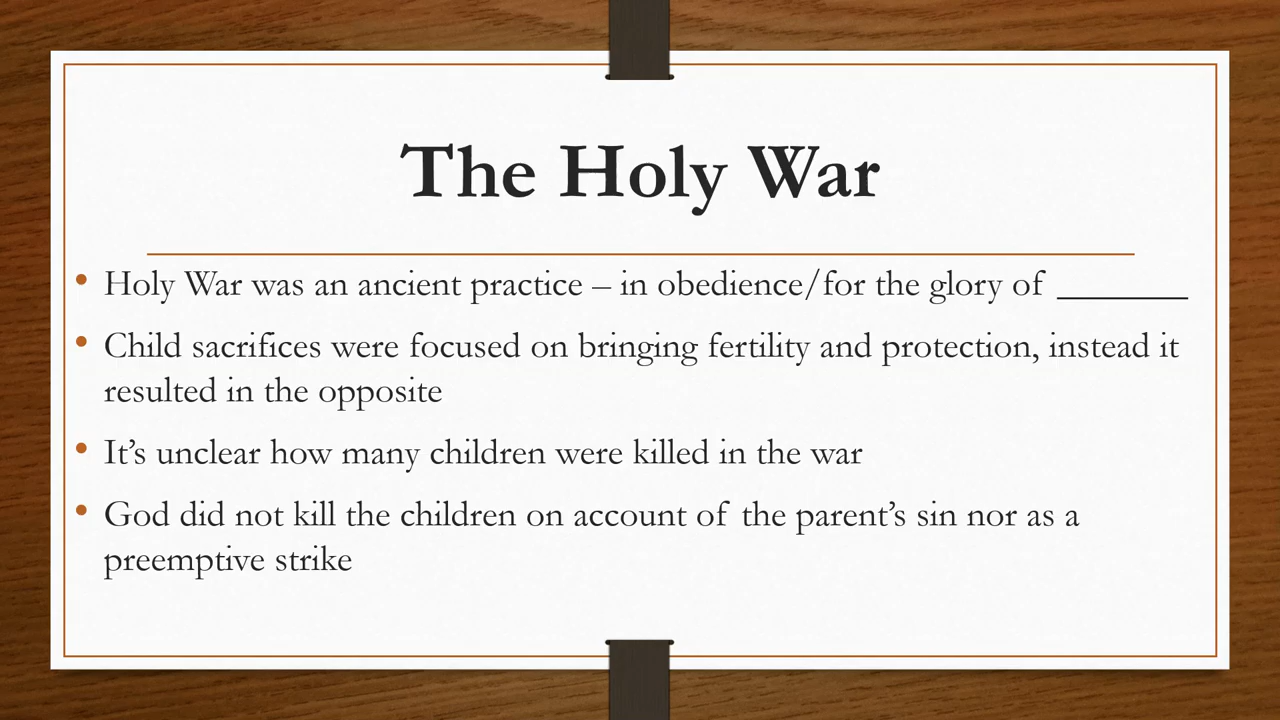 The Holy War
• Holy War was an ancient practice – in obedience/for the glory of _______
• Child sacrifices were focused on bringing fertility and protection, instead it
resulted in the opposite
• It’s unclear how many children were killed in the war
• God did not kill the children on account of the parent’s sin nor as a
preemptive strike